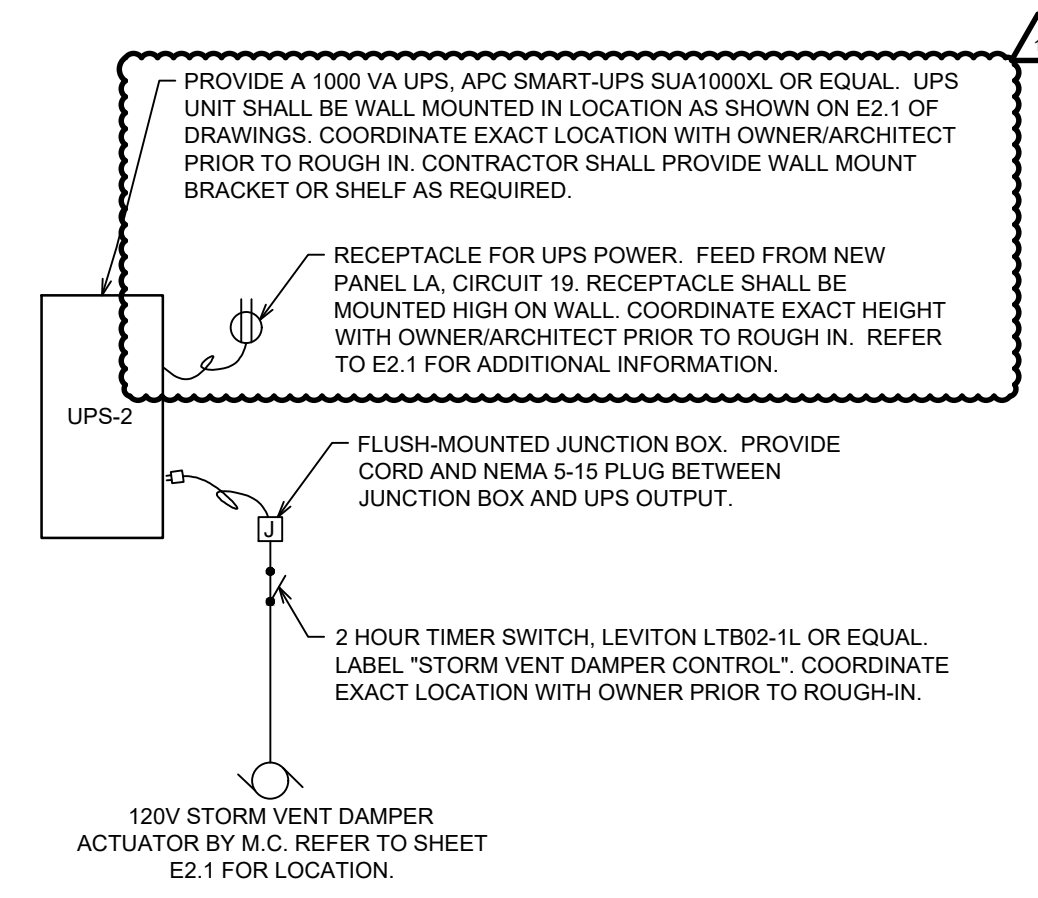 1
PROVIDE A 1000 VA UPS, APC SMART-UPS SUA1000XL OR EQUAL. UPS
UNIT SHALL BE WALL MOUNTED IN LOCATION AS SHOWN ON E2.1 OF
DRAWINGS. COORDINATE EXACT LOCATION WITH OWNER/ARCHITECT
PRIOR TO ROUGH IN. CONTRACTOR SHALL PROVIDE WALL MOUNT
BRACKET OR SHELF AS REQUIRED.
RECEPTACLE FOR UPS POWER. FEED FROM NEW
PANEL LA, CIRCUIT 19. RECEPTACLE SHALL BE
MOUNTED HIGH ON WALL. COORDINATE EXACT HEIGHT
WITH OWNER/ARCHITECT PRIOR TO ROUGH IN. REFER
TO E2.1 FOR ADDITIONAL INFORMATION.
UPS-2
FLUSH-MOUNTED JUNCTION BOX. PROVIDE
CORD AND NEMA 5-15 PLUG BETWEEN
JUNCTION BOX AND UPS OUTPUT.
J
2 HOUR TIMER SWITCH, LEVITON LTB02-1L OR EQUAL.
LABEL "STORM VENT DAMPER CONTROL". COORDINATE
EXACT LOCATION WITH OWNER PRIOR TO ROUGH-IN.
120V STORM VENT DAMPER
ACTUATOR BY M.C. REFER TO SHEET
E2.1 FOR LOCATION.